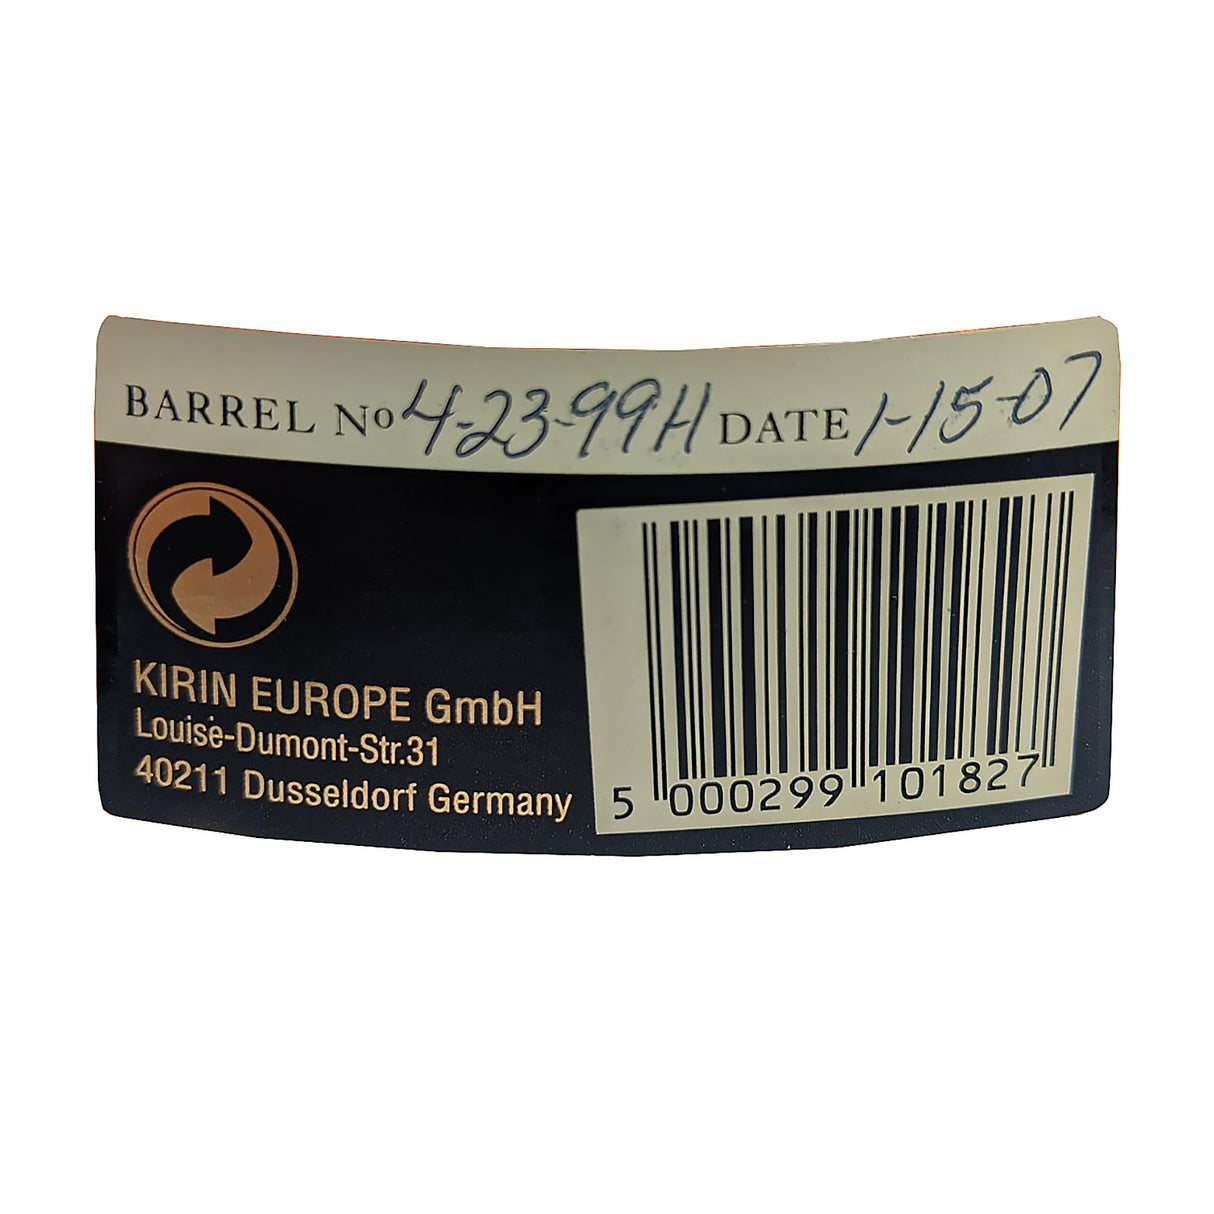 BARREL No 4-23-99H DATE 1-15-07
KIRIN EUROPE GmbH
Louise-Dumont-Str.31
40211 Dusseldorf Germany
5 000299 101827